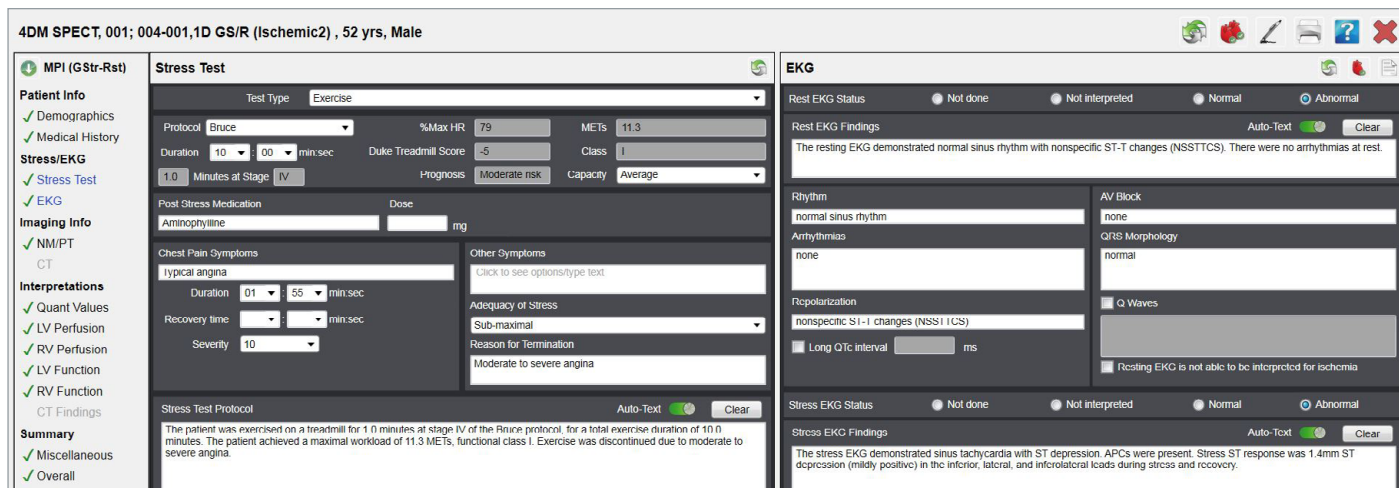 4DM SPECT, 001; 004-001,1D GS/R (Ischemic2) , 52 yrs, Male
MPI (GStr-Rst)
Patient Info
Demographics
Medical History
Stress/EKG
Stress Test
EKG
Imaging Info
NM/PT
CT
Interpretations
Quant Values
LV Perfusion
RV Perfusion
LV Function
RV Function
CT Findings
Summary
Miscellaneous
Overall
Stress Test
Test Type Exercise
Protocol Bruce %Max HR 79 METs 11.3
Duration 10 : 00 min:sec Duke Treadmill Score -5 Class I
1.0 Minutes at Stage IV Prognosis Moderate risk Capacity Average
Post Stress Medication Dose
Aminophylline mg
Chest Pain Symptoms
Typical angina
Duration 01 : 55 min:sec
Recovery time : min:sec
Severity 10
Other Symptoms
Click to see options/type text
Adequacy of Stress
Sub-maximal
Reason for Termination
Moderate to severe angina
Stress Test Protocol Auto-Text Clear
The patient was exercised on a treadmill for 1.0 minutes at stage IV of the Bruce protocol, for a total exercise duration of 10.0
minutes. The patient achieved a maximal workload of 11.3 METs, functional class I. Exercise was discontinued due to moderate to
severe angina.
EKG
Rest EKG Status Not done Not interpreted Normal Abnormal
Rest EKG Findings Auto-Text Clear
The resting EKG demonstrated normal sinus rhythm with nonspecific ST-T changes (NSSTTCS). There were no arrhythmias at rest.
Rhythm
normal sinus rhythm
Arrhythmias
none
Repolarization
nonspecific ST-T changes (NSSTTCS)
Long QTc interval ms
AV Block
none
QRS Morphology
normal
Q Waves
Resting EKG is not able to be interpreted for ischemia
Stress EKG Status Not done Not interpreted Normal Abnormal
Stress EKG Findings Auto-Text Clear
The stress EKG demonstrated sinus tachycardia with ST depression. APCs were present. Stress ST response was 1.4mm ST
depression (mildly positive) in the inferior, lateral, and inferolateral leads during stress and recovery.